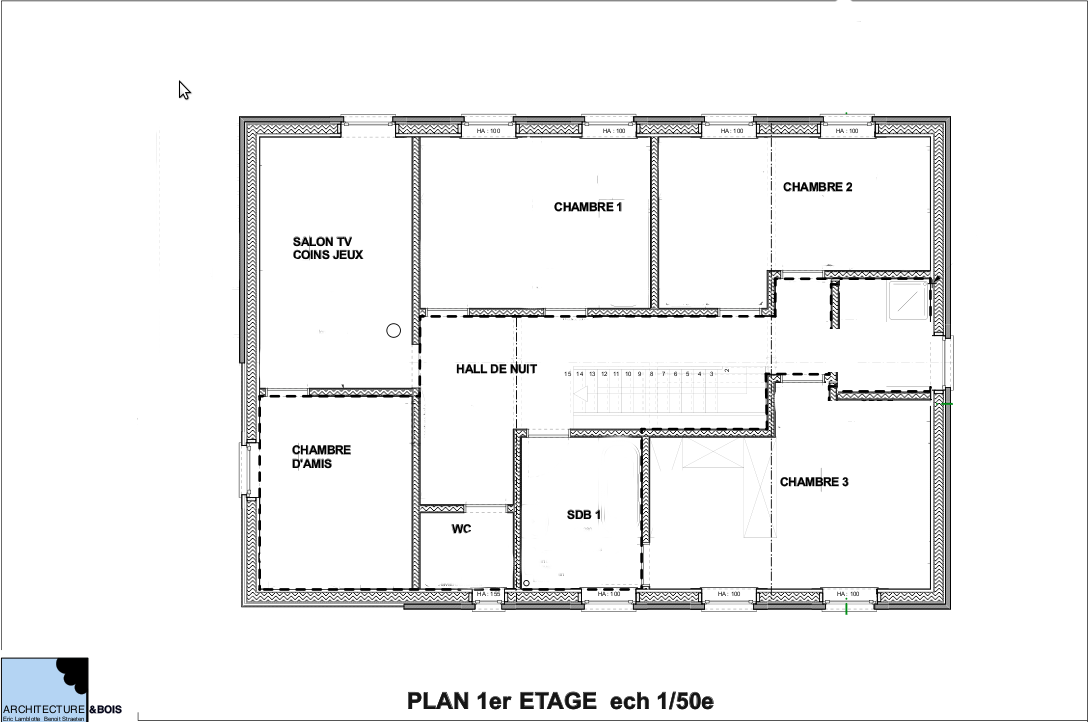 HA : 100
HA : 100
HA : 100
HA : 100
CHAMBRE 2
CHAMBRE 1
SALON TV
COINS JEUX
HALL DE NUIT
15 14 13 12 11 10 9 8 7 6 5 4 3 2
CHAMBRE
D'AMIS
CHAMBRE 3
SDB 1
WC
HA : 155
HA : 100
HA : 100
HA : 100
PLAN 1er ETAGE ech 1/50e
ARCHITECTURE &BOIS
Eric Lamblotte Benoit Straeten